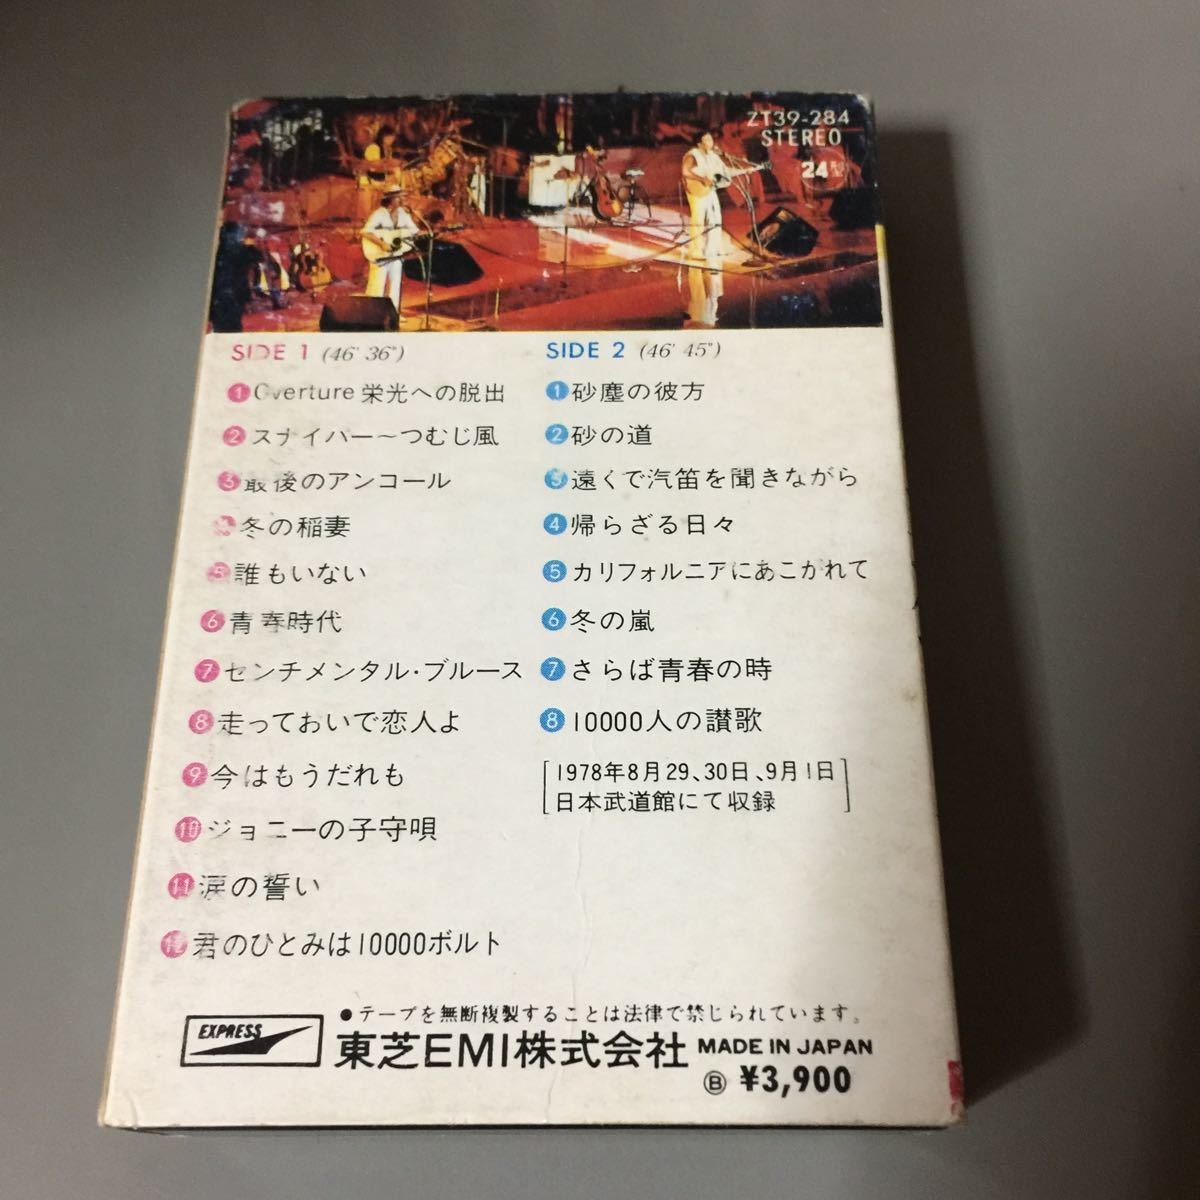 ZT39-284
STEREO
24
SIDE 1 (46' 36")
1 Overture 栄光への脱出
2 スナイパー～つむじ風
3 最後のアンコール
冬の稲妻
5 誰もいない
6 青春時代
7 センチメンタル・ブルース
8 走っておいで恋人よ
9 今はもうだれも
10 ジョニーの子守唄
11 涙の誓い
12 君のひとみは10000ボルト
SIDE 2 (46' 45")
1 砂塵の彼方
2 砂の道
3 遠くで汽笛を聞きながら
4 帰らざる日々
5 カリフォルニアにあこがれて
6 冬の嵐
7 さらば青春の時
8 10000人の讃歌
[1978年8月29、30日、9月1日
日本武道館にて収録]
●テープを無断複製することは法律で禁じられています。
EXPRESS
東芝EMI株式会社 MADE IN JAPAN
Ⓑ ¥3,900